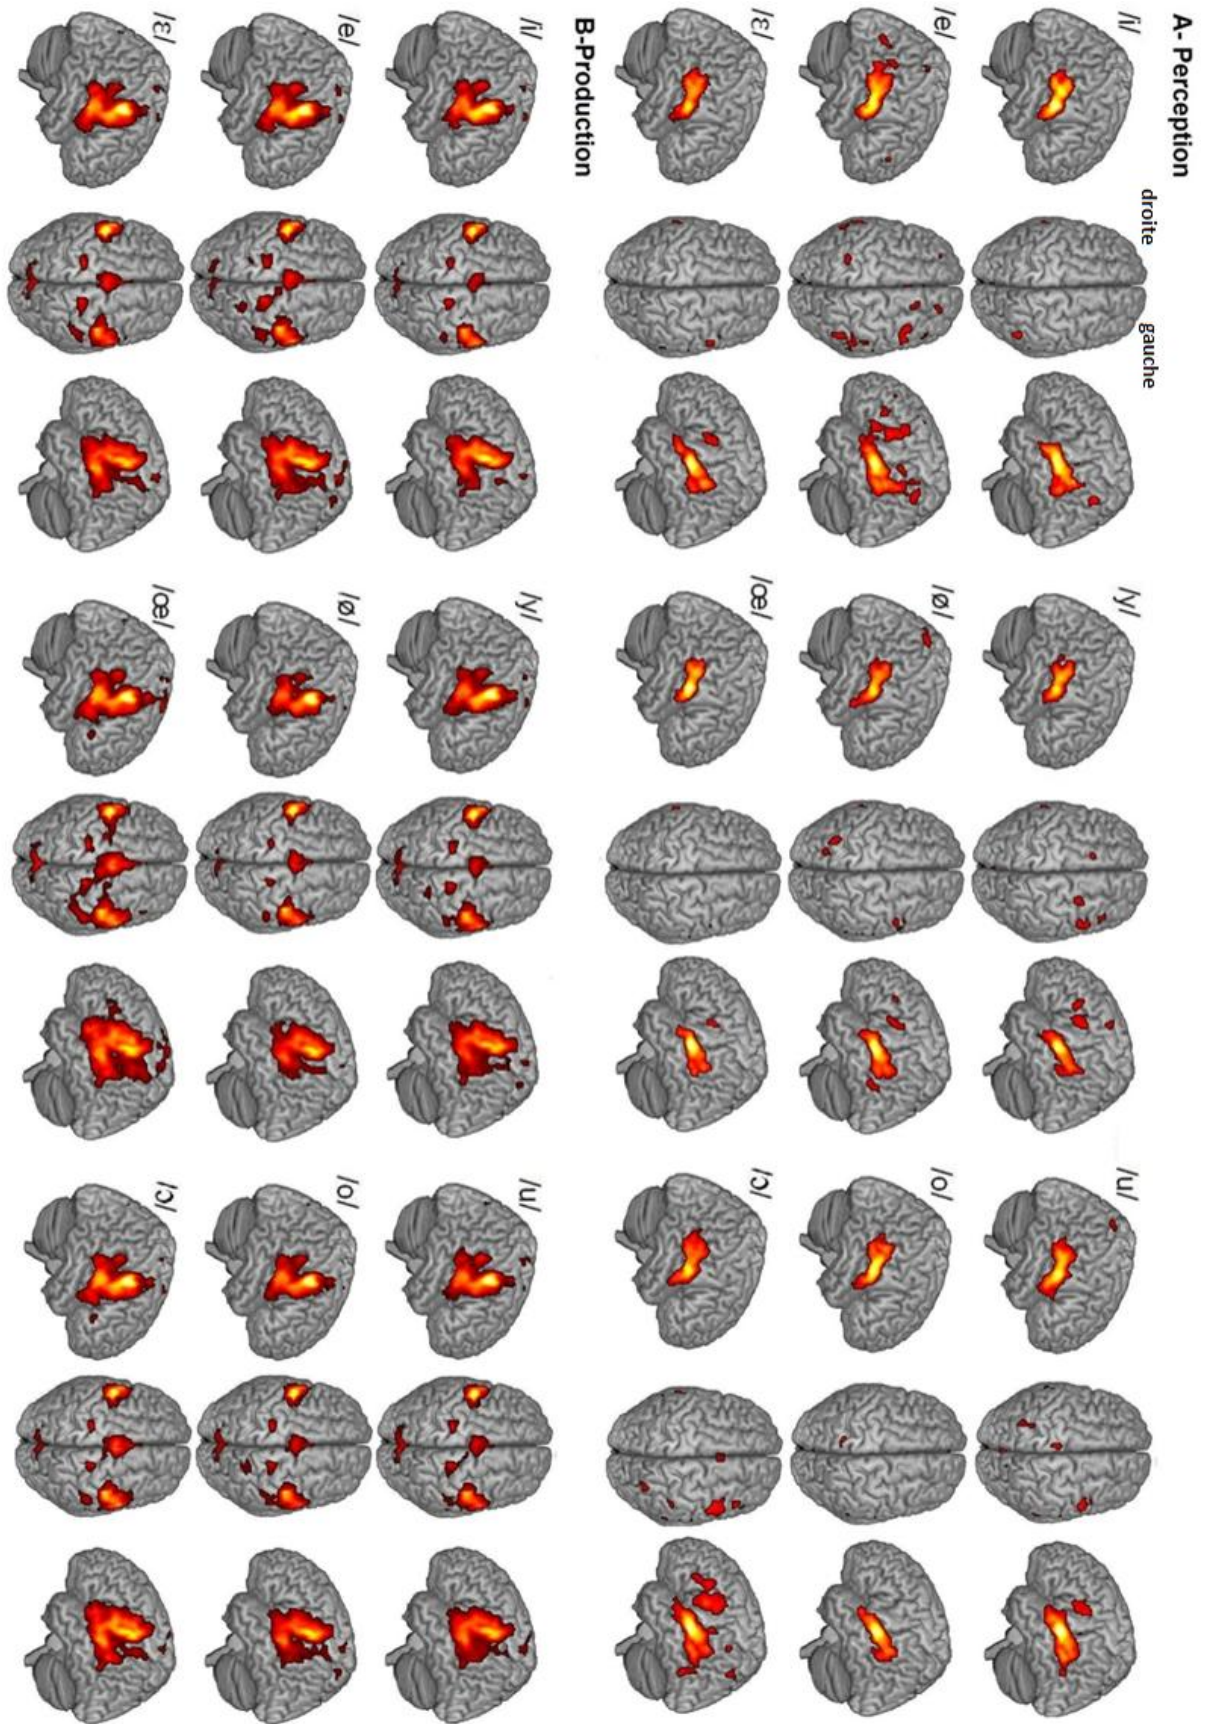 A- Perception
droite
gauche
/i/
/y/
/u/
/e/
/ø/
/o/
/ɛ/
/œ/
/ɔ/
B-Production
/i/
/y/
/u/
/e/
/ø/
/o/
/ɛ/
/œ/
/ɔ/